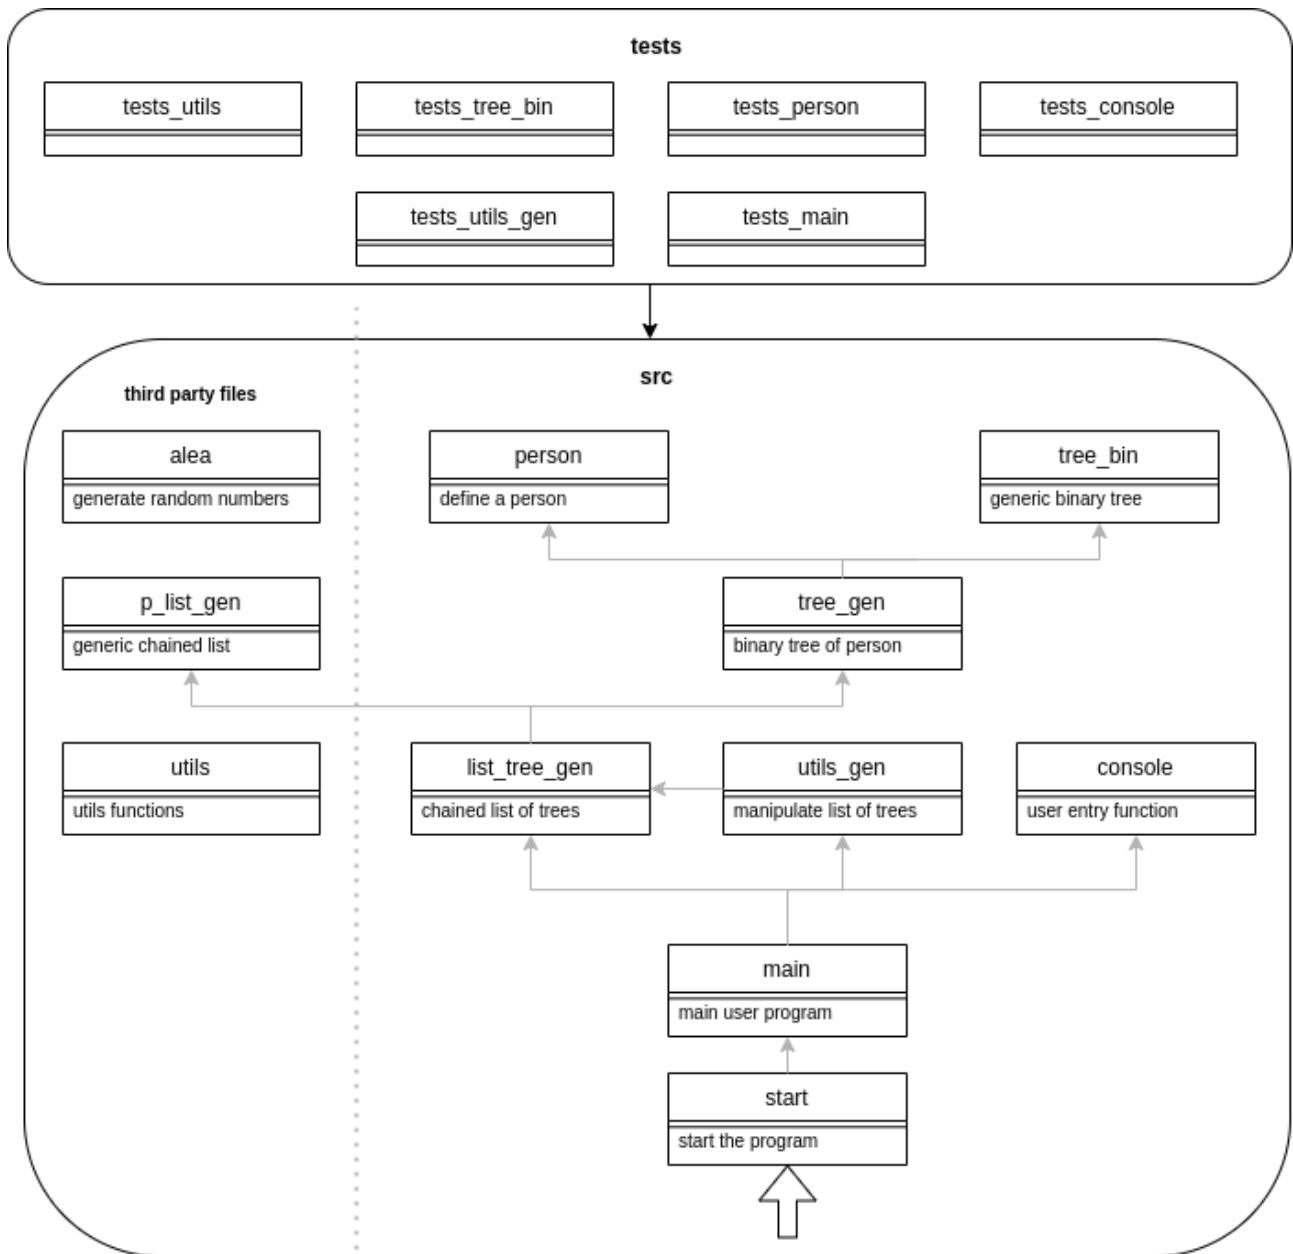 tests
tests_utils
tests_tree_bin
tests_person
tests_console
tests_utils_gen
tests_main
src
third party files
alea
generate random numbers
person
define a person
tree_bin
generic binary tree
p_list_gen
generic chained list
tree_gen
binary tree of person
utils
utils functions
list_tree_gen
chained list of trees
utils_gen
manipulate list of trees
console
user entry function
main
main user program
start
start the program